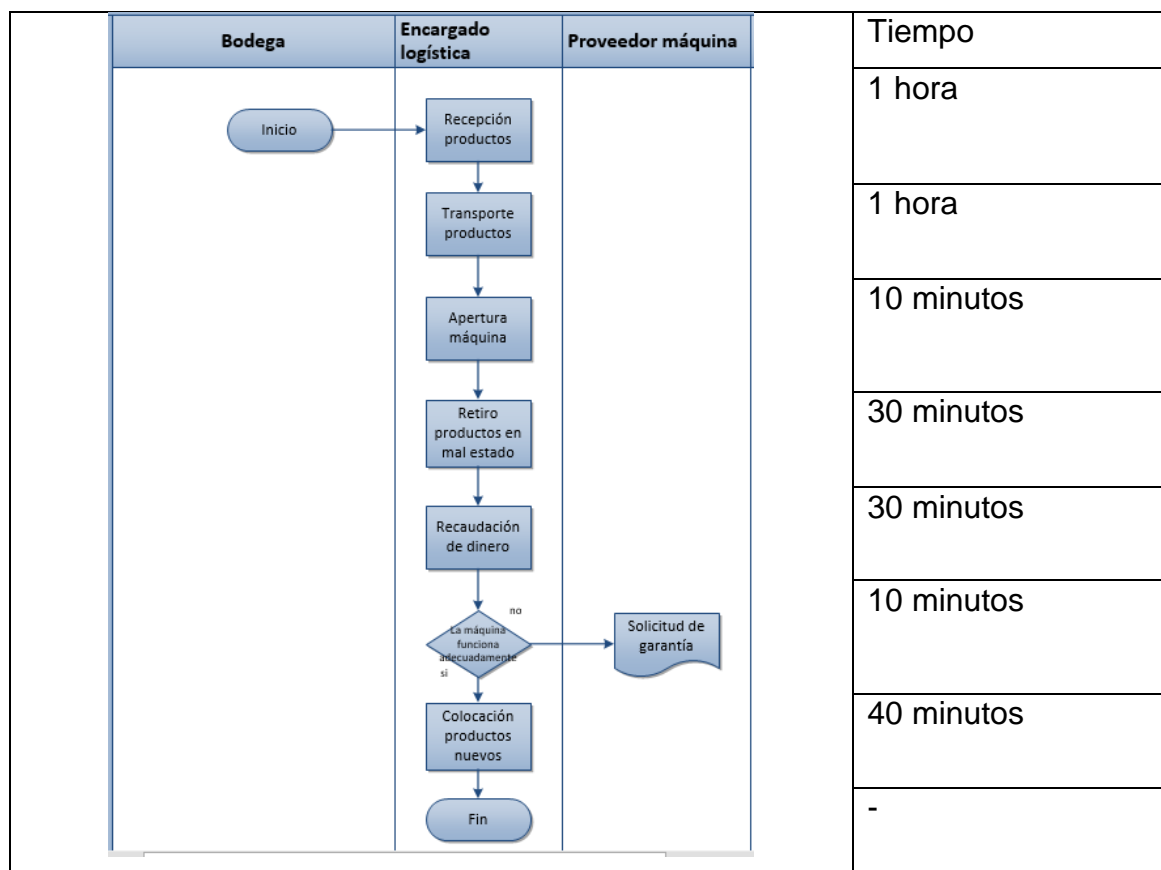 Bodega
Encargado
logística
Proveedor máquina
Tiempo
Inicio
Recepción
productos
1 hora
Transporte
productos
1 hora
Apertura
máquina
10 minutos
Retiro
productos en
mal estado
30 minutos
Recaudación
de dinero
30 minutos
no
La máquina
funciona
adecuadamente
si
Solicitud de
garantía
10 minutos
Colocación
productos
nuevos
40 minutos
Fin
-